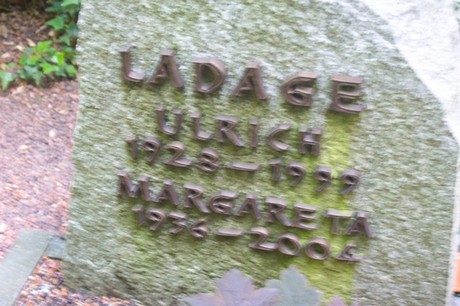 LADAGE
ULRICH
1928-1999
MARGARETA
1936-2004